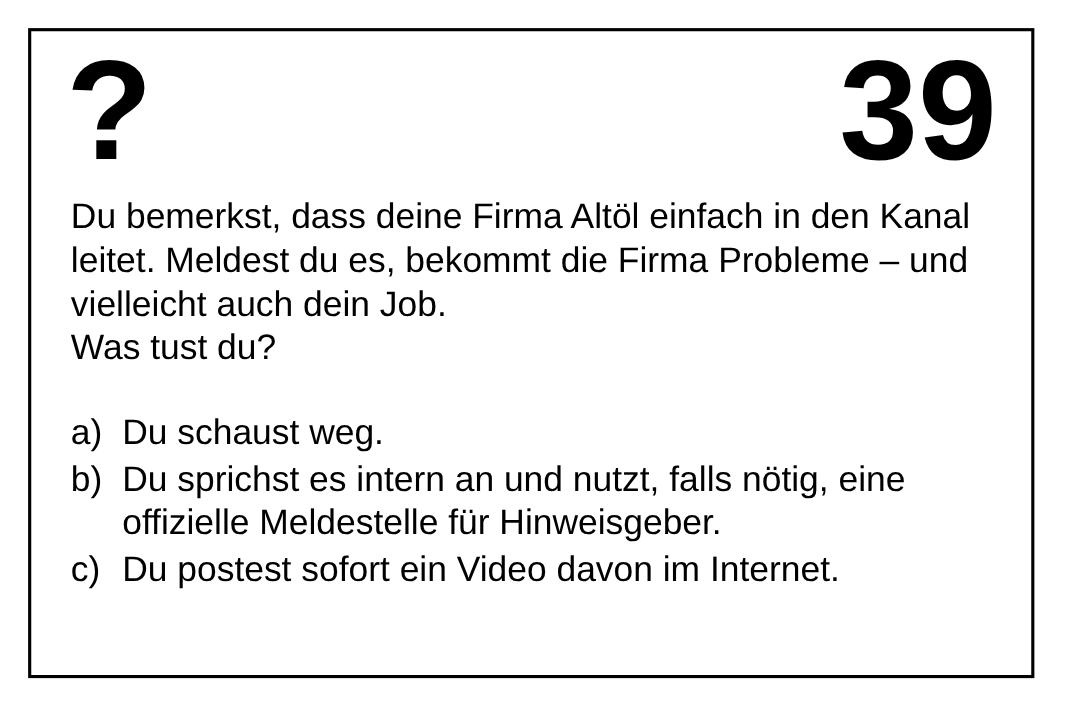 ? 39
Du bemerkst, dass deine Firma Altöl einfach in den Kanal
leitet. Meldest du es, bekommt die Firma Probleme – und
vielleicht auch dein Job.
Was tust du?
a) Du schaust weg.
b) Du sprichst es intern an und nutzt, falls nötig, eine
offizielle Meldestelle für Hinweisgeber.
c) Du postest sofort ein Video davon im Internet.